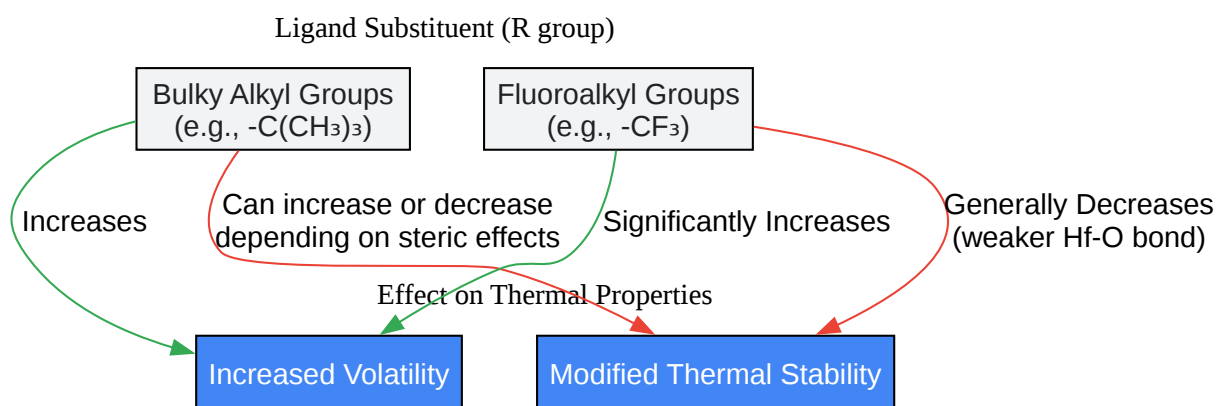 Ligand Substituent (R group)
Bulky Alkyl Groups
(e.g., -C(CH₃)₃)
Fluoroalkyl Groups
(e.g., -CF₃)
Increases
Can increase or decrease
depending on steric effects
Significantly Increases
Generally Decreases
(weaker Hf-O bond)
Effect on Thermal Properties
Increased Volatility
Modified Thermal Stability